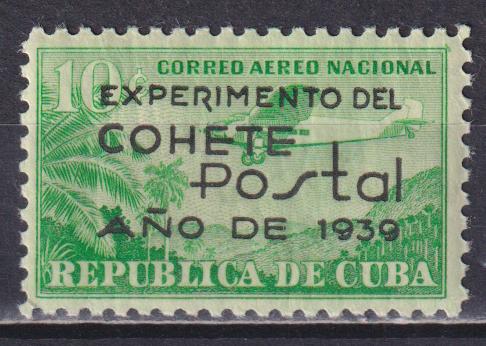 CORREO AEREO NACIONAL
10¢
EXPERIMENTO DEL
COHETE
Postal
AÑO DE 1939
REPUBLICA DE CUBA